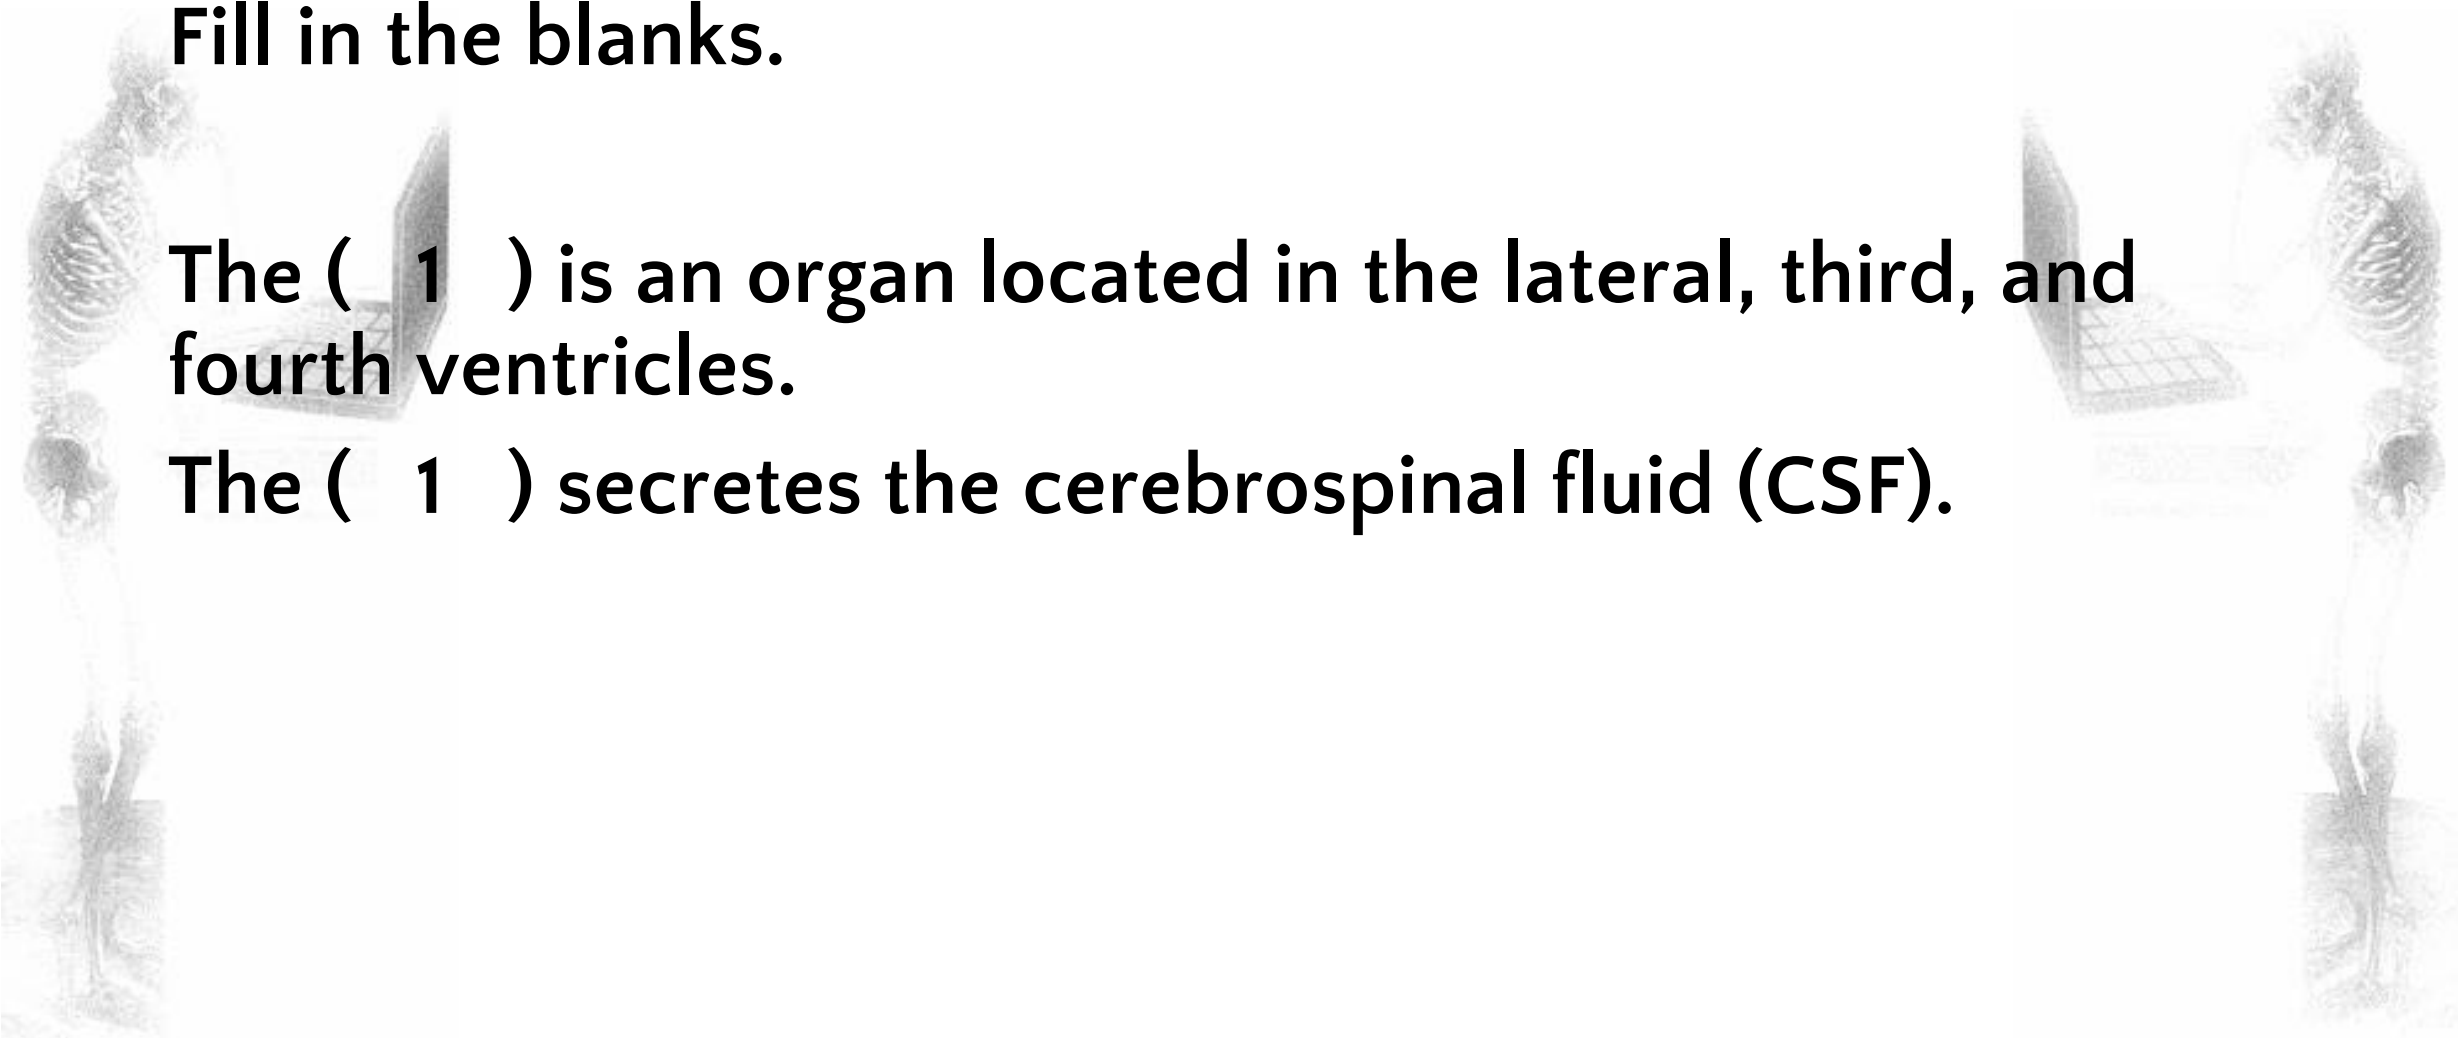 Fill in the blanks.
The ( 1 ) is an organ located in the lateral, third, and
fourth ventricles.
The ( 1 ) secretes the cerebrospinal fluid (CSF).